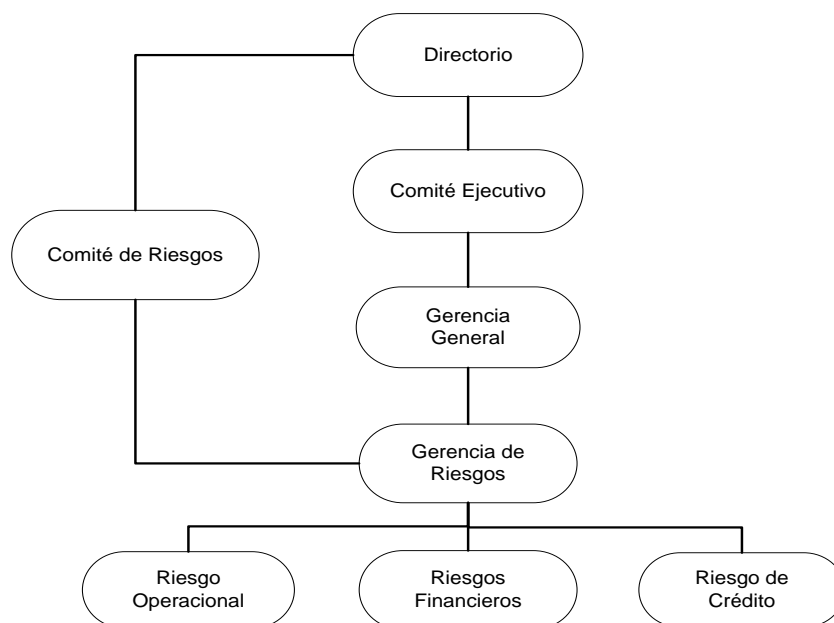 Directorio
Comité Ejecutivo
Comité de Riesgos
Gerencia
General
Gerencia de
Riesgos
Riesgo
Operacional
Riesgos
Financieros
Riesgo de
Crédito